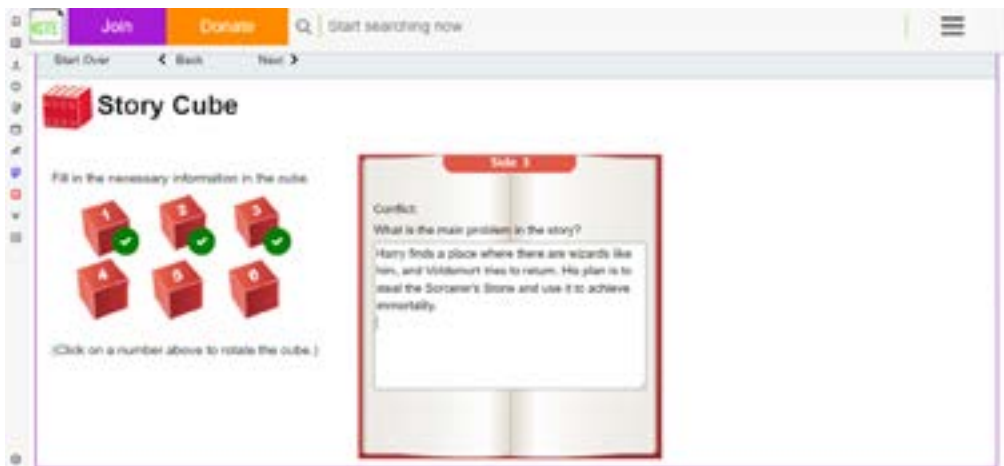 NOTE
Join
Donate
Start searching now
Start Over
Back
Next
Story Cube
Side 3
Fill in the necessary information in the cube.
1
2
3
4
5
6
(Click on a number above to rotate the cube.)
Conflict:
What is the main problem in the story?
Harry finds a place where there are wizards like
him, and Voldemort tries to return. His plan is to
steal the Sorcerer's Stone and use it to achieve
immortality.